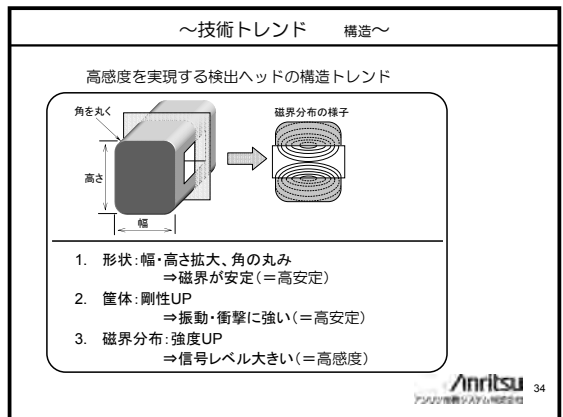 ～技術トレンド　構造～
高感度を実現する検出ヘッドの構造トレンド
角を丸く
磁界分布の様子
高さ
幅
1. 形状：幅・高さ拡大、角の丸み
⇒磁界が安定（＝高安定）
2. 筐体：剛性UP
⇒振動・衝撃に強い（＝高安定）
3. 磁界分布：強度UP
⇒信号レベル大きい（＝高感度）
Anritsu
34